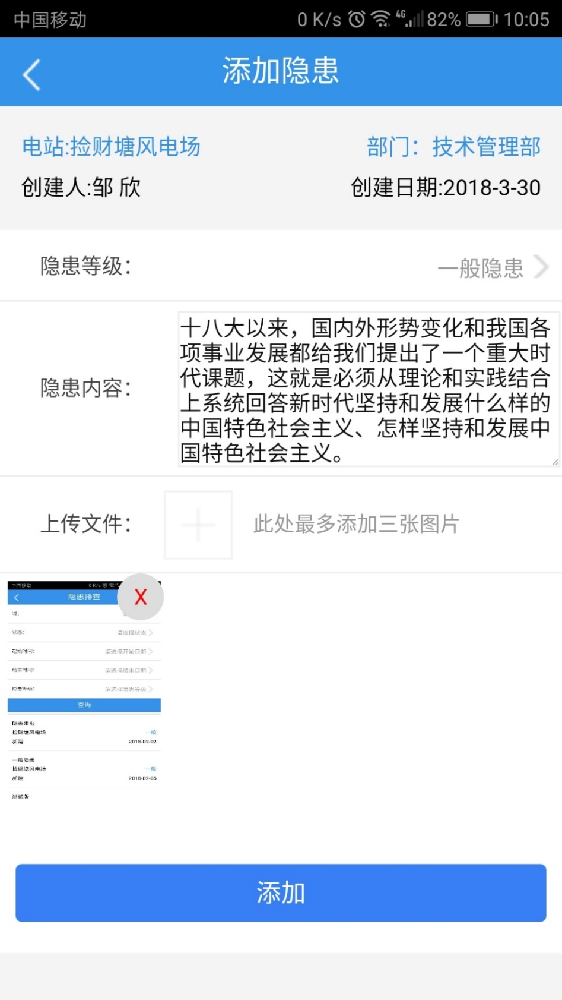 中国移动 0 K/s 4G 82% 10:05
添加隐患
电站:捡财塘风电场 部门：技术管理部
创建人:邹 欣 创建日期:2018-3-30
隐患等级： 一般隐患
隐患内容：
十八大以来，国内外形势变化和我国各
项事业发展都给我们提出了一个重大时
代课题，这就是必须从理论和实践结合
上系统回答新时代坚持和发展什么样的
中国特色社会主义、怎样坚持和发展中
国特色社会主义。
上传文件： 此处最多添加三张图片
中国移动 0 K/s
隐患排查 X
域:
状态: 请选择状态
起始时间: 请选择开始日期
结束时间: 请选择结束日期
隐患等级: 请选择隐患等级
查询
隐患来啦
捡财塘风电场 一般
新建 2018-02-02
一般隐患
捡财塘风电场 一般
新建 2018-02-05
测试版
添加